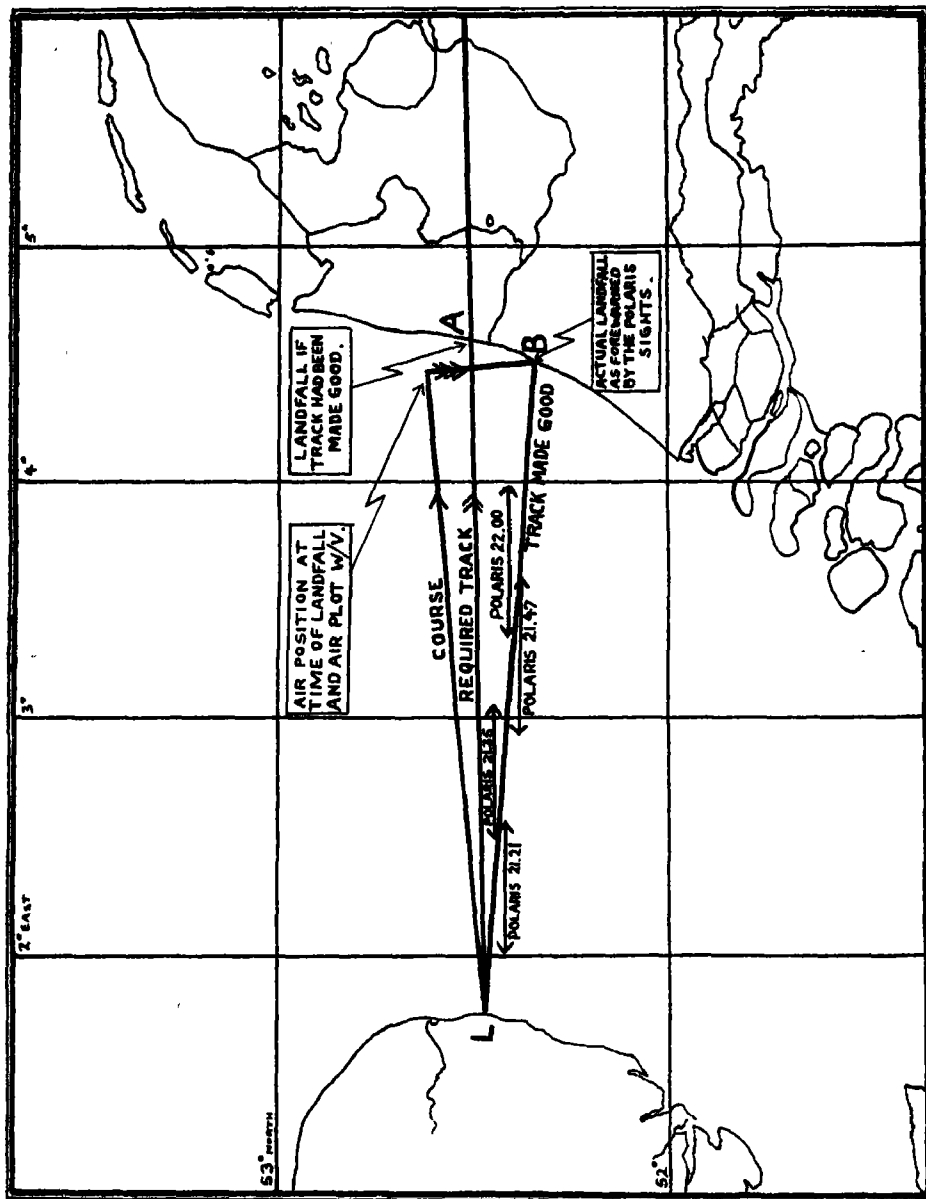 53° NORTH
52°
2° EAST
3°
4°
5°
AIR POSITION AT
TIME OF LANDFALL
AND AIR PLOT W/V.
LANDFALL IF
TRACK HAD BEEN
MADE GOOD.
A
COURSE
REQUIRED TRACK
L
POLARIS 21.21
POLARIS 21.36
POLARIS 21.47
POLARIS 22.00
TRACK MADE GOOD
B
ACTUAL LANDFALL
AS FOREWARNED
BY THE POLARIS
SIGHTS.